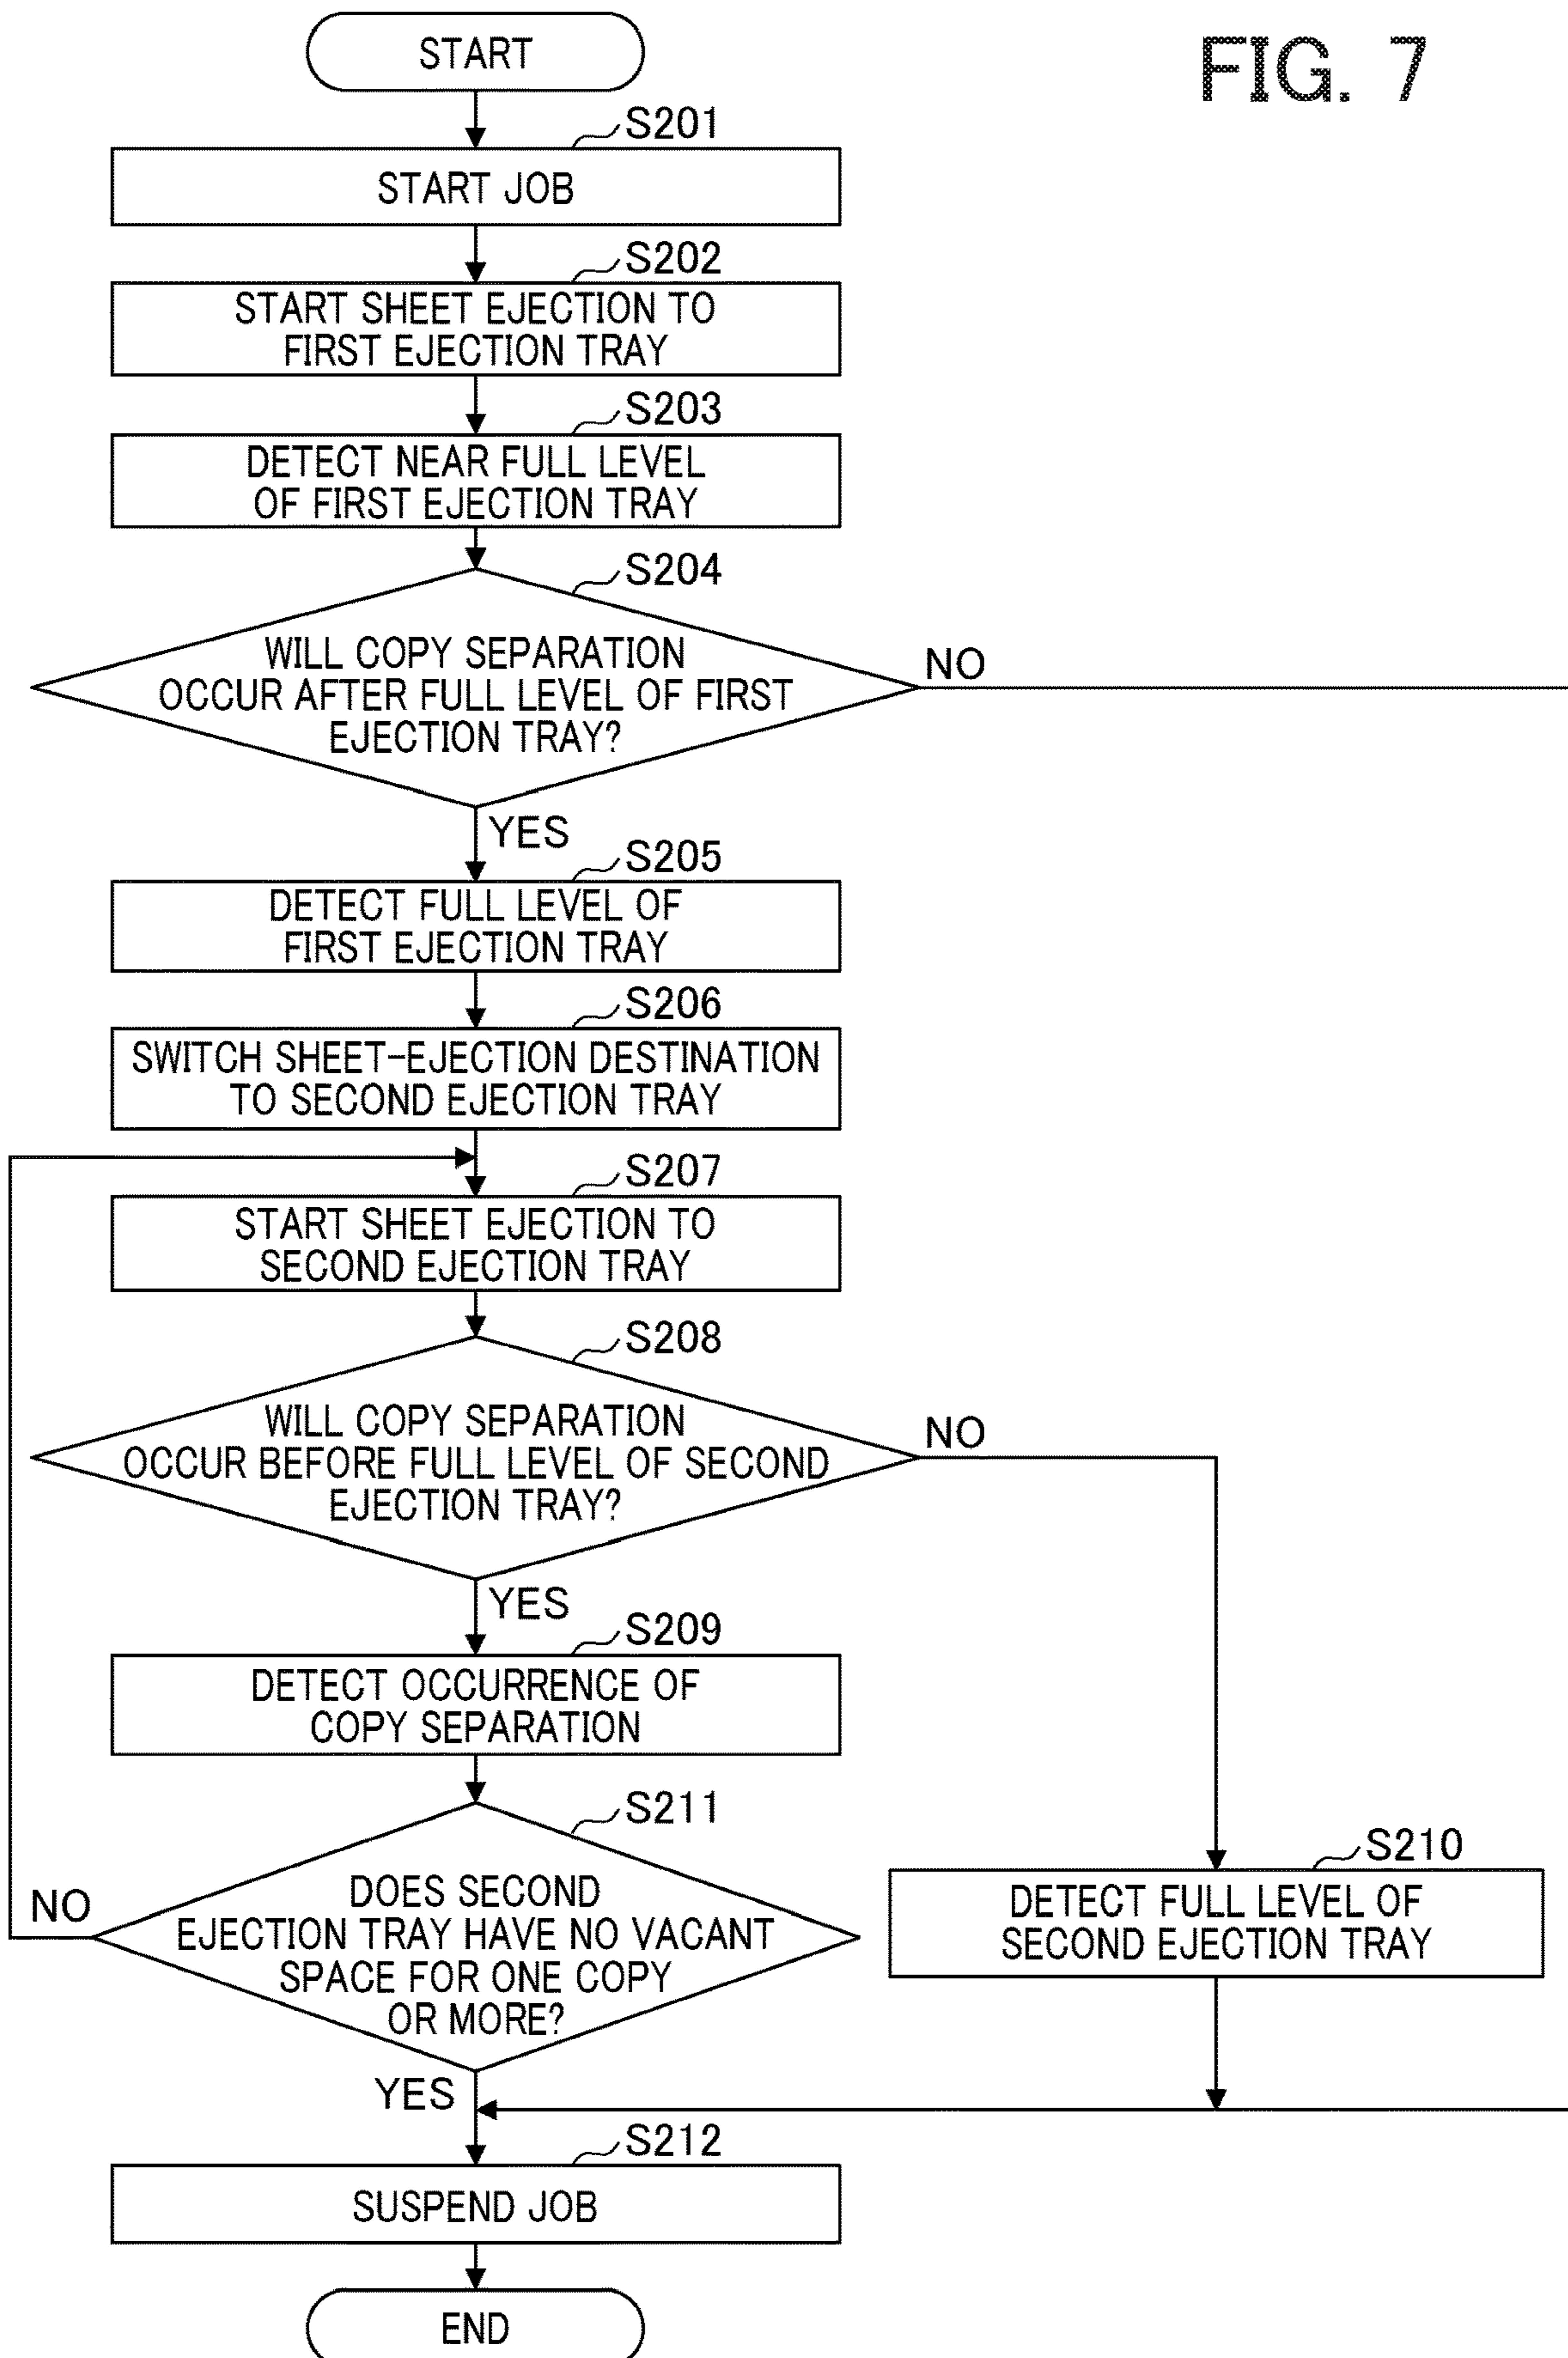 FIG. 7
START
S201
START JOB
S202
START SHEET EJECTION TO
FIRST EJECTION TRAY
S203
DETECT NEAR FULL LEVEL
OF FIRST EJECTION TRAY
S204
WILL COPY SEPARATION
OCCUR AFTER FULL LEVEL OF FIRST
EJECTION TRAY?
NO
YES
S205
DETECT FULL LEVEL OF
FIRST EJECTION TRAY
S206
SWITCH SHEET-EJECTION DESTINATION
TO SECOND EJECTION TRAY
S207
START SHEET EJECTION TO
SECOND EJECTION TRAY
S208
WILL COPY SEPARATION
OCCUR BEFORE FULL LEVEL OF SECOND
EJECTION TRAY?
NO
YES
S209
DETECT OCCURRENCE OF
COPY SEPARATION
S211
DOES SECOND
EJECTION TRAY HAVE NO VACANT
SPACE FOR ONE COPY
OR MORE?
NO
YES
S210
DETECT FULL LEVEL OF
SECOND EJECTION TRAY
S212
SUSPEND JOB
END